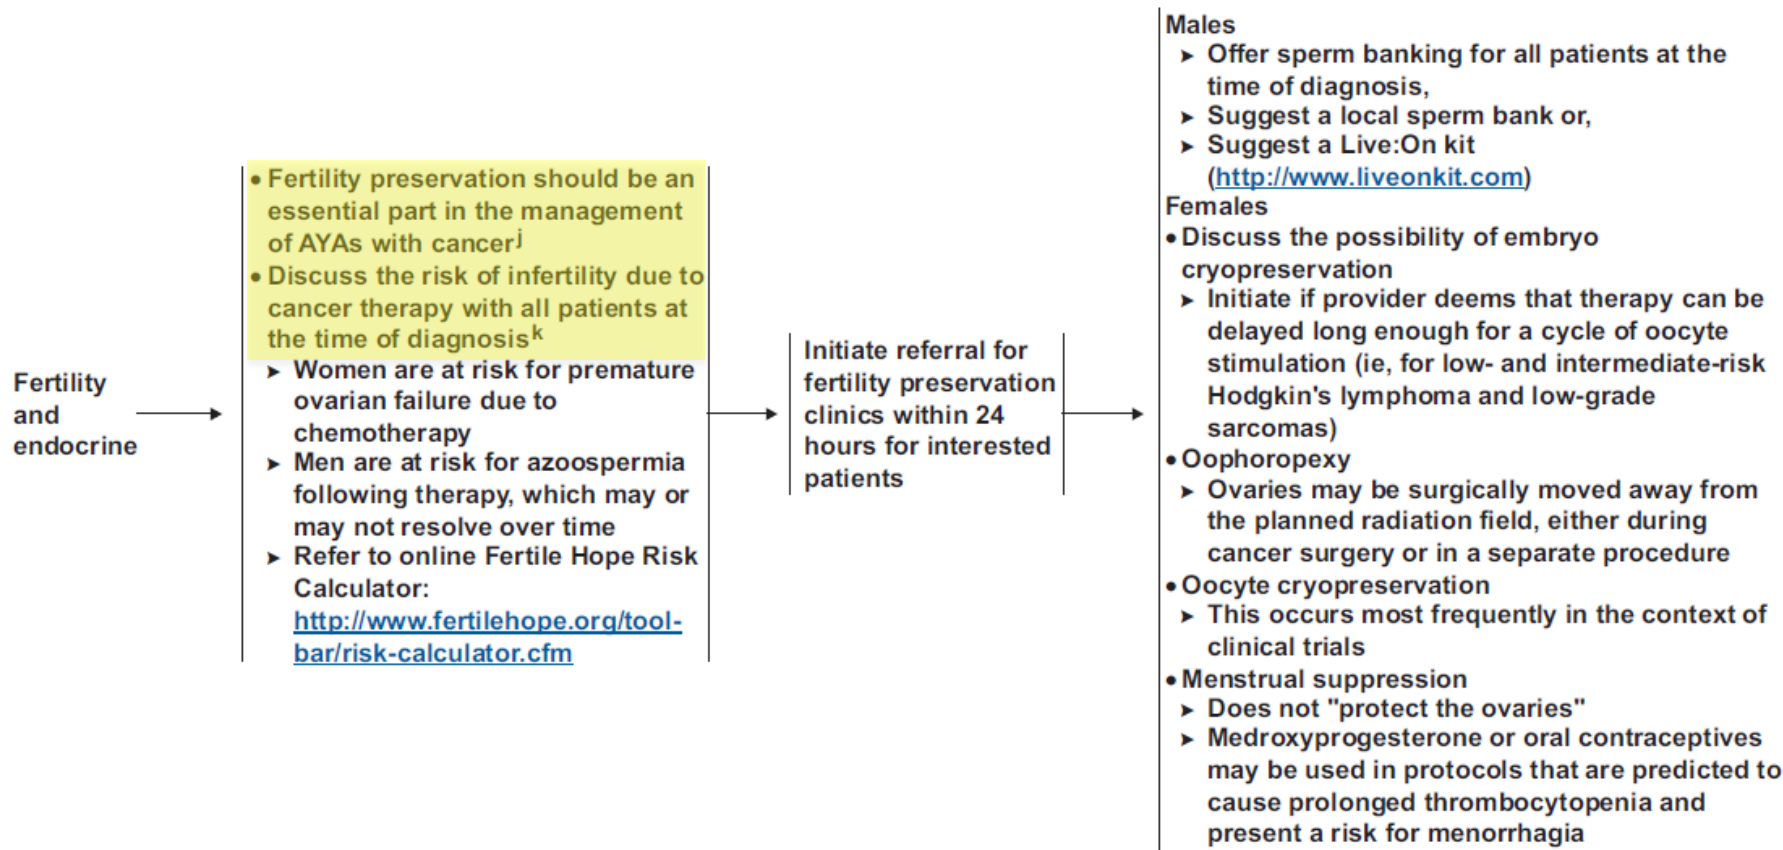 Fertility
and
endocrine
• Fertility preservation should be an
essential part in the management
of AYAs with cancerj
• Discuss the risk of infertility due to
cancer therapy with all patients at
the time of diagnosisk
➤ Women are at risk for premature
ovarian failure due to
chemotherapy
➤ Men are at risk for azoospermia
following therapy, which may or
may not resolve over time
➤ Refer to online Fertile Hope Risk
Calculator:
http://www.fertilehope.org/tool-
bar/risk-calculator.cfm
Initiate referral for
fertility preservation
clinics within 24
hours for interested
patients
Males
➤ Offer sperm banking for all patients at the
time of diagnosis,
➤ Suggest a local sperm bank or,
➤ Suggest a Live:On kit
(http://www.liveonkit.com)
Females
• Discuss the possibility of embryo
cryopreservation
➤ Initiate if provider deems that therapy can be
delayed long enough for a cycle of oocyte
stimulation (ie, for low- and intermediate-risk
Hodgkin's lymphoma and low-grade
sarcomas)
• Oophoropexy
➤ Ovaries may be surgically moved away from
the planned radiation field, either during
cancer surgery or in a separate procedure
• Oocyte cryopreservation
➤ This occurs most frequently in the context of
clinical trials
• Menstrual suppression
➤ Does not "protect the ovaries"
➤ Medroxyprogesterone or oral contraceptives
may be used in protocols that are predicted to
cause prolonged thrombocytopenia and
present a risk for menorrhagia